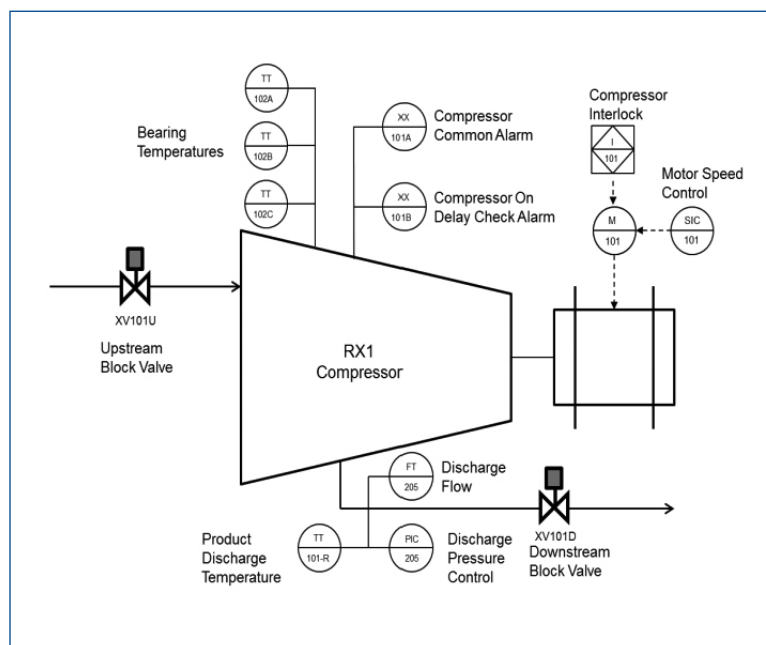 TT
102A
Bearing
Temperatures
TT
102B
TT
102C
XX
101A
Compressor
Common Alarm
XX
101B
Compressor On
Delay Check Alarm
Compressor
Interlock
I
101
Motor Speed
Control
M
101
SIC
101
XV101U
Upstream
Block Valve
RX1
Compressor
FT
205
Discharge
Flow
Product
Discharge
Temperature
TT
101-R
PIC
205
Discharge
Pressure
Control
XV101D
Downstream
Block Valve